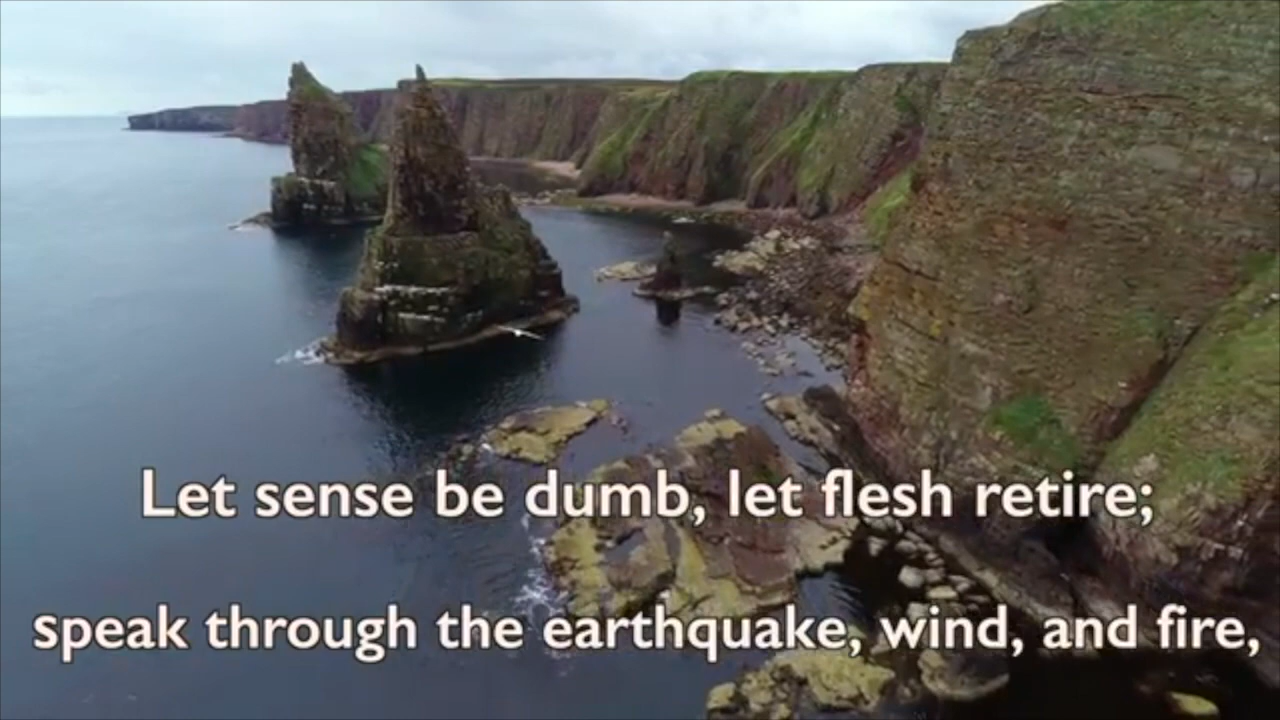 Let sense be dumb, let flesh retire;
speak through the earthquake, wind, and fire,